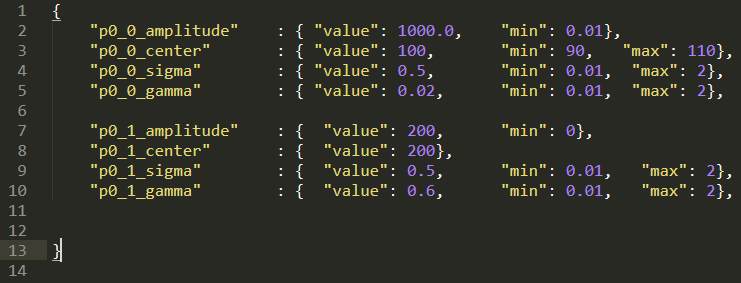 1 {
2 "p0_0_amplitude" : { "value": 1000.0, "min": 0.01},
3 "p0_0_center" : { "value": 100, "min": 90, "max": 110},
4 "p0_0_sigma" : { "value": 0.5, "min": 0.01, "max": 2},
5 "p0_0_gamma" : { "value": 0.02, "min": 0.01, "max": 2},
6
7 "p0_1_amplitude" : { "value": 200, "min": 0},
8 "p0_1_center" : { "value": 200},
9 "p0_1_sigma" : { "value": 0.5, "min": 0.01, "max": 2},
10 "p0_1_gamma" : { "value": 0.6, "min": 0.01, "max": 2},
11
12
13 }
14